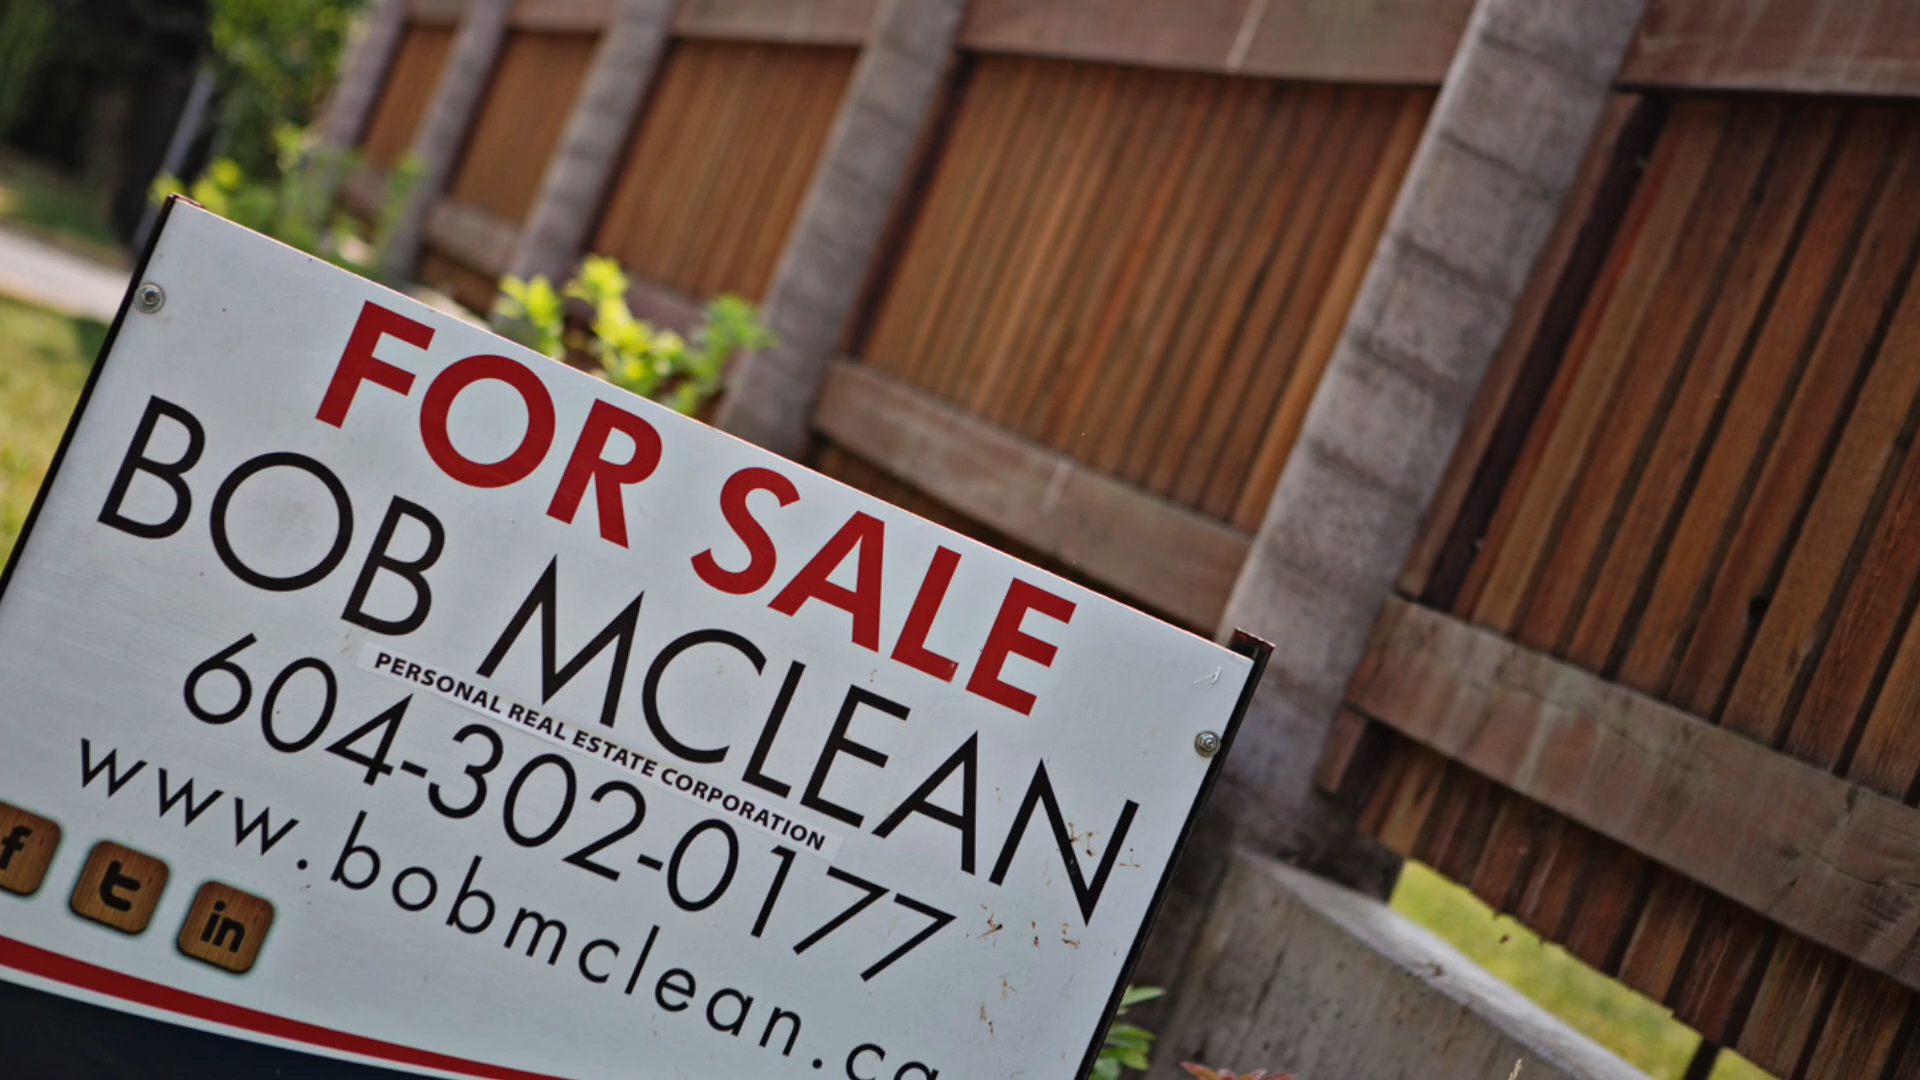 FOR SALE
BOB MCLEAN
PERSONAL REAL ESTATE CORPORATION
604-302-0177
www.bobmclean.ca
f t in